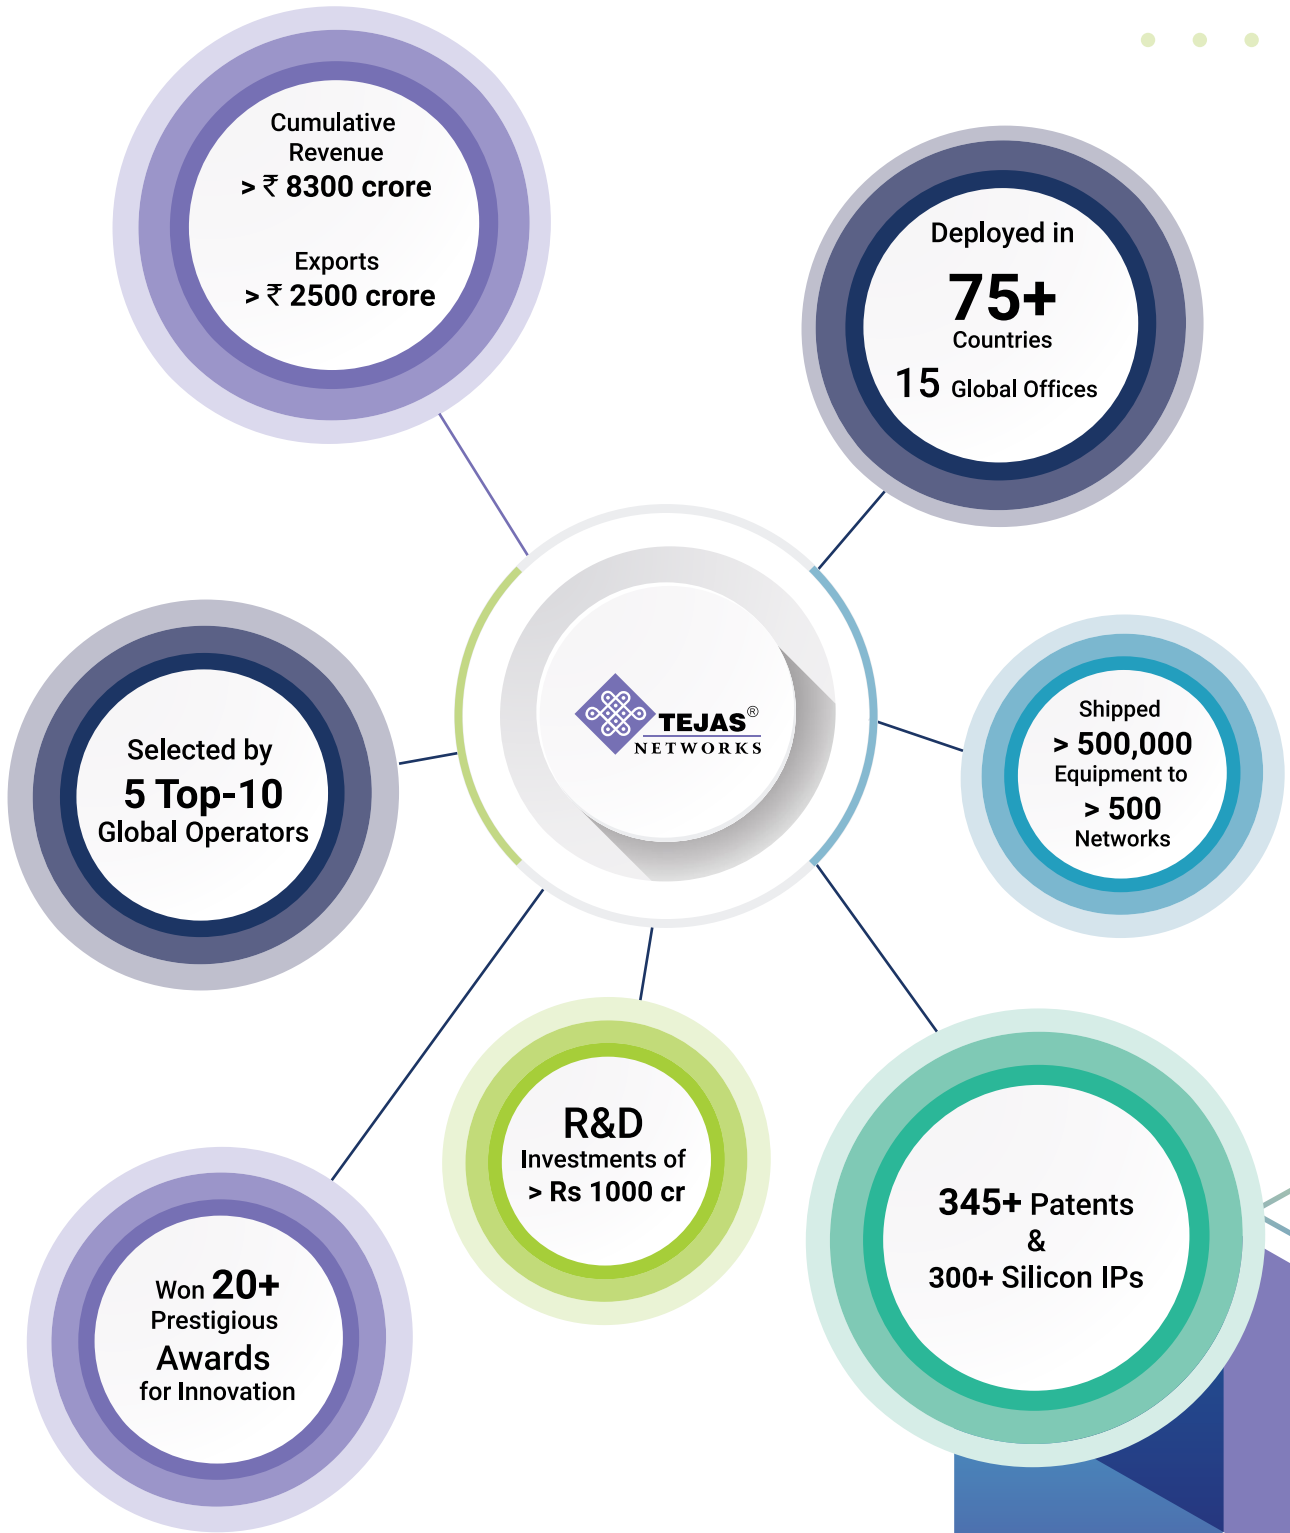 Cumulative
Revenue
> ₹ 8300 crore
Exports
> ₹ 2500 crore
Deployed in
75+
Countries
15 Global Offices
TEJAS®
NETWORKS
Selected by
5 Top-10
Global Operators
Shipped
> 500,000
Equipment to
> 500
Networks
R&D
Investments of
> Rs 1000 cr
345+ Patents
&
300+ Silicon IPs
Won 20+
Prestigious
Awards
for Innovation